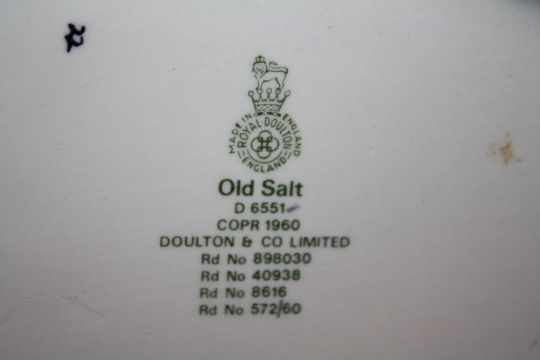 MADE IN ENGLAND
ROYAL DOULTON
ENGLAND
Old Salt
D 6551
COPR 1960
DOULTON & CO LIMITED
Rd No 898030
Rd No 40938
Rd No 8616
Rd No 572/60